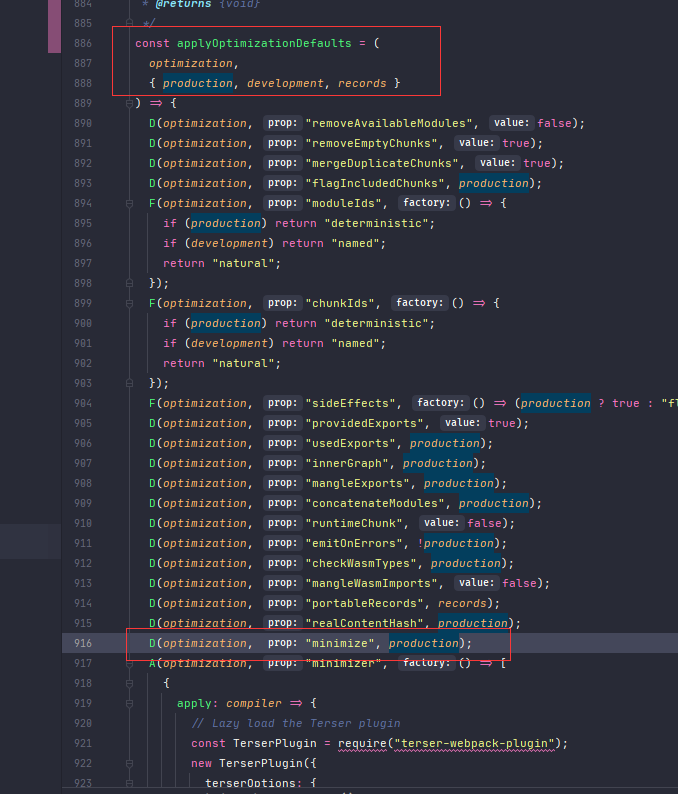 884 * @returns {void}
885 */
886 const applyOptimizationDefaults = (
887 optimization,
888 { production, development, records }
889 ) => {
890 D(optimization, prop: "removeAvailableModules", value: false);
891 D(optimization, prop: "removeEmptyChunks", value: true);
892 D(optimization, prop: "mergeDuplicateChunks", value: true);
893 D(optimization, prop: "flagIncludedChunks", production);
894 F(optimization, prop: "moduleIds", factory: () => {
895 if (production) return "deterministic";
896 if (development) return "named";
897 return "natural";
898 });
899 F(optimization, prop: "chunkIds", factory: () => {
900 if (production) return "deterministic";
901 if (development) return "named";
902 return "natural";
903 });
904 F(optimization, prop: "sideEffects", factory: () => (production ? true : "fl
905 D(optimization, prop: "providedExports", value: true);
906 D(optimization, prop: "usedExports", production);
907 D(optimization, prop: "innerGraph", production);
908 D(optimization, prop: "mangleExports", production);
909 D(optimization, prop: "concatenateModules", production);
910 D(optimization, prop: "runtimeChunk", value: false);
911 D(optimization, prop: "emitOnErrors", !production);
912 D(optimization, prop: "checkWasmTypes", production);
913 D(optimization, prop: "mangleWasmImports", value: false);
914 D(optimization, prop: "portableRecords", records);
915 D(optimization, prop: "realContentHash", production);
916 D(optimization, prop: "minimize", production);
917 A(optimization, prop: "minimizer", factory: () => [
918 {
919 apply: compiler => {
920 // Lazy load the Terser plugin
921 const TerserPlugin = require("terser-webpack-plugin");
922 new TerserPlugin({
923 terserOptions: {